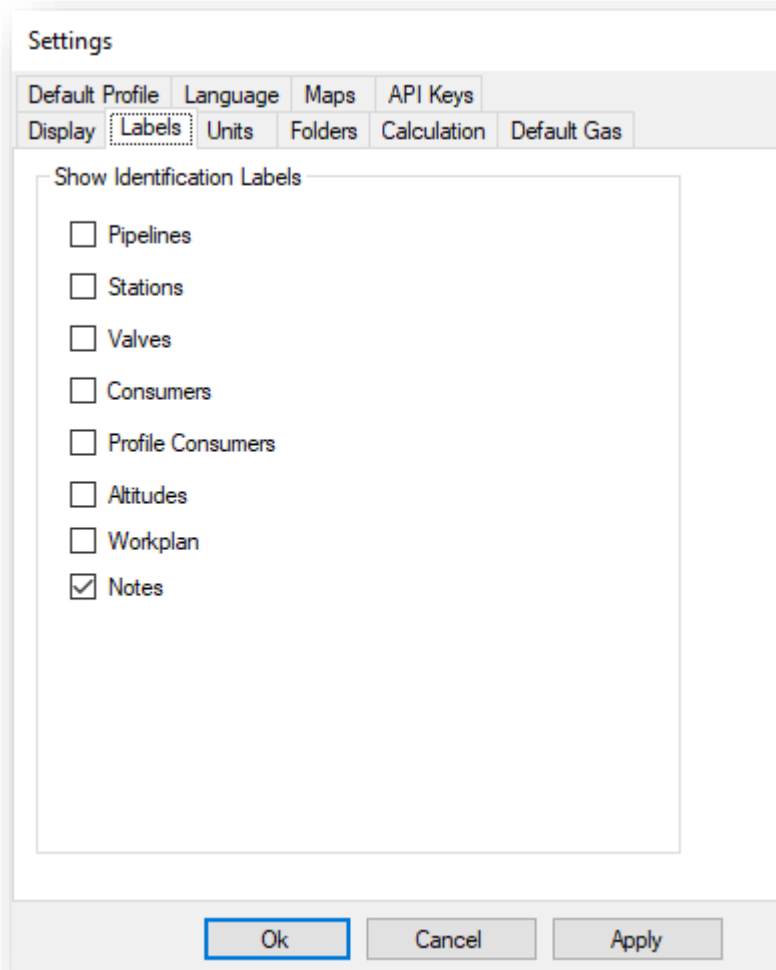 Settings
Default Profile Language Maps API Keys
Display Labels Units Folders Calculation Default Gas
Show Identification Labels
Pipelines
Stations
Valves
Consumers
Profile Consumers
Altitudes
Workplan
Notes
Ok Cancel Apply